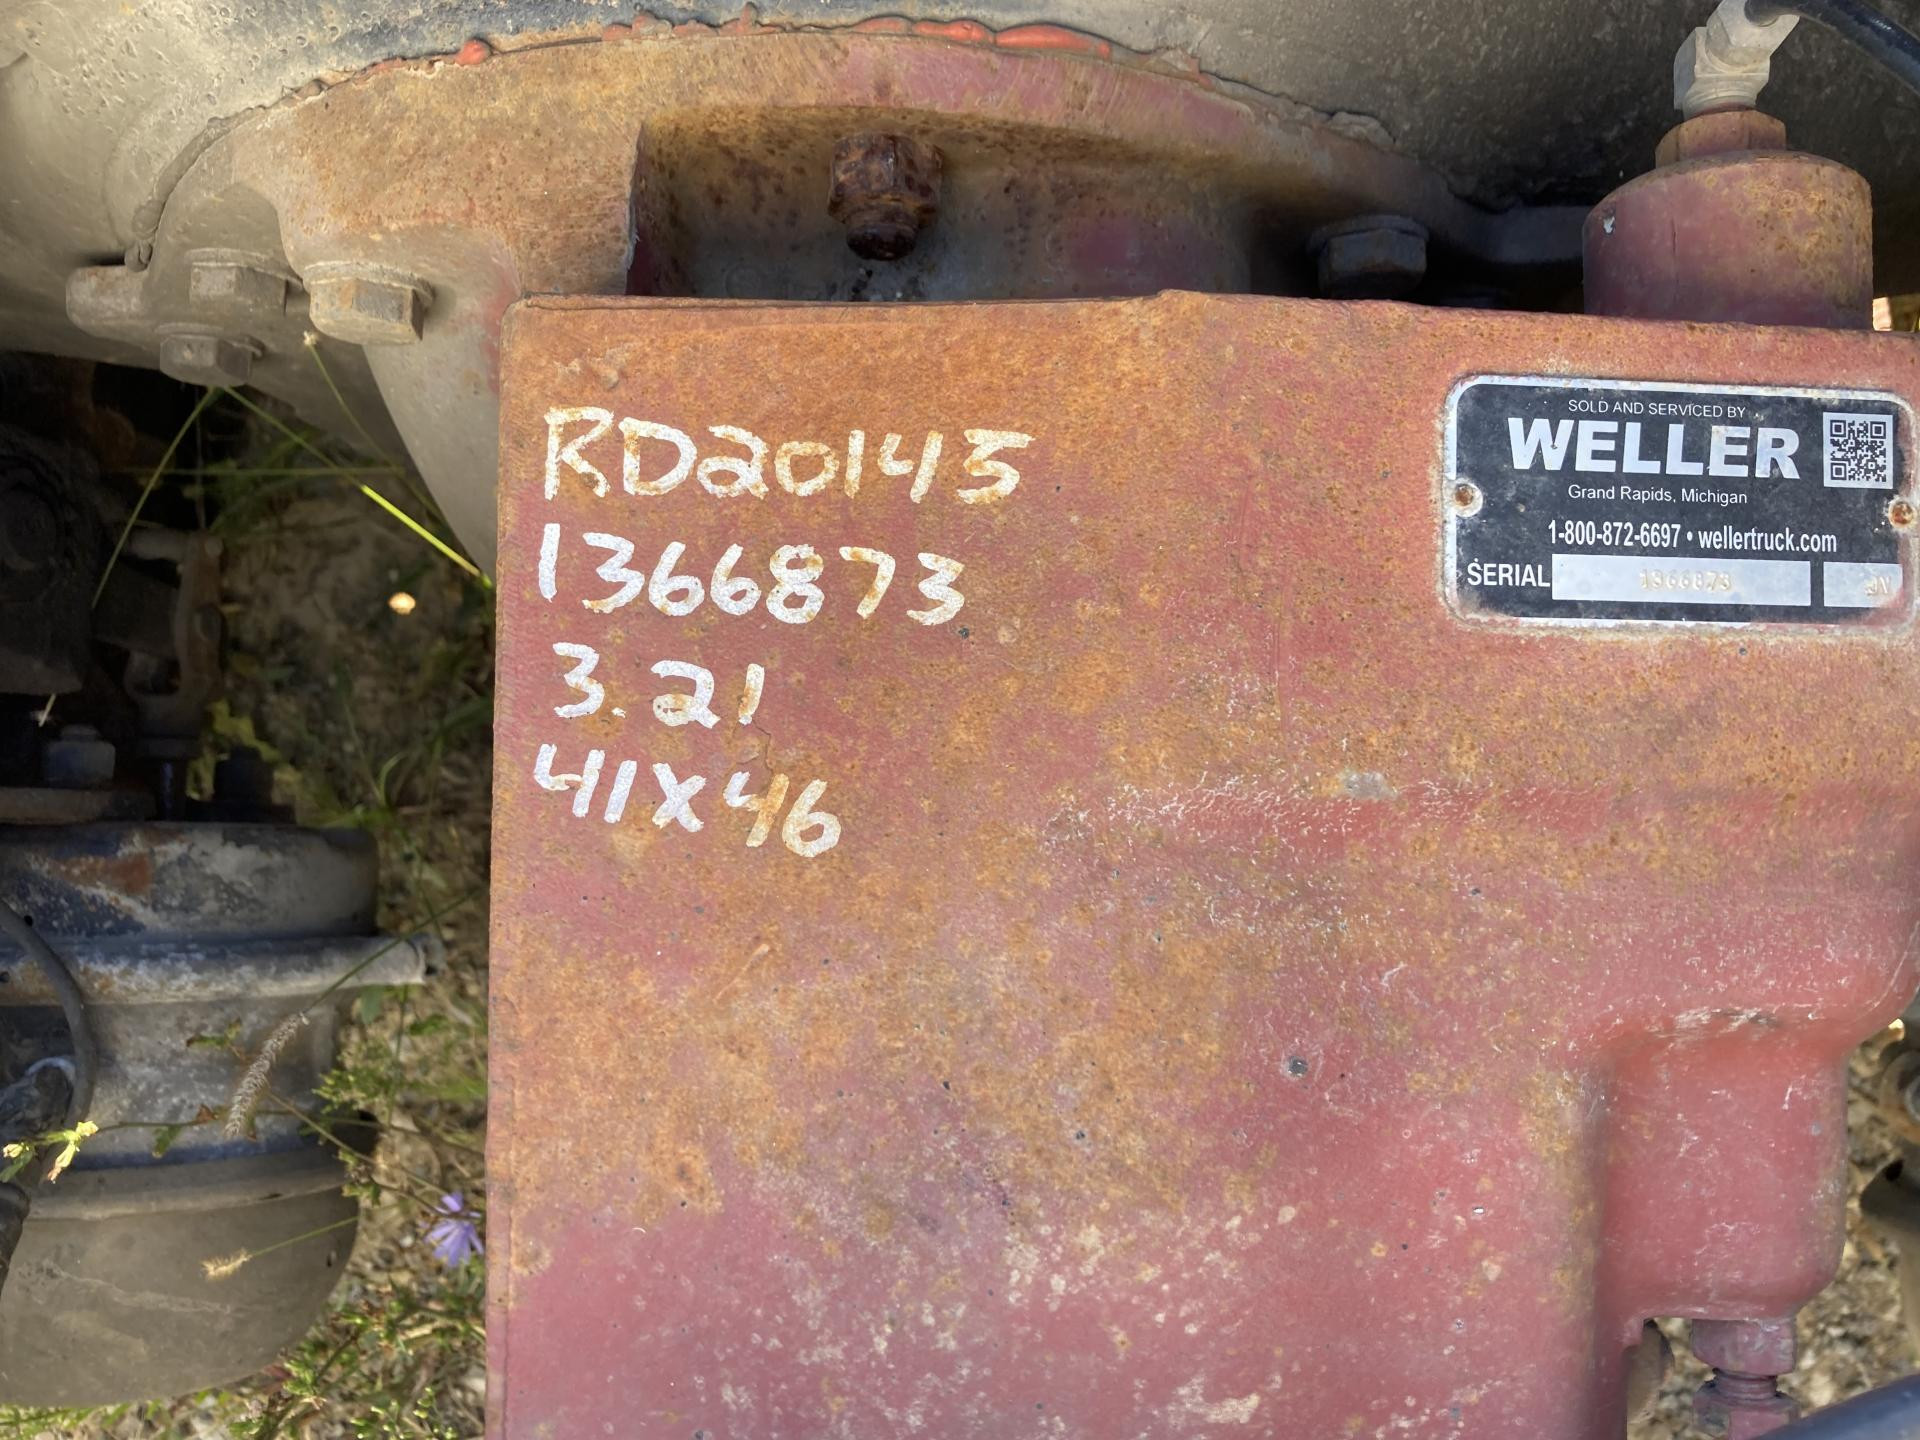 RD20145
1366873
3.21
41X46
SOLD AND SERVICED BY
WELLER
Grand Rapids, Michigan
1-800-872-6697 • wellertruck.com
SERIAL 1366873